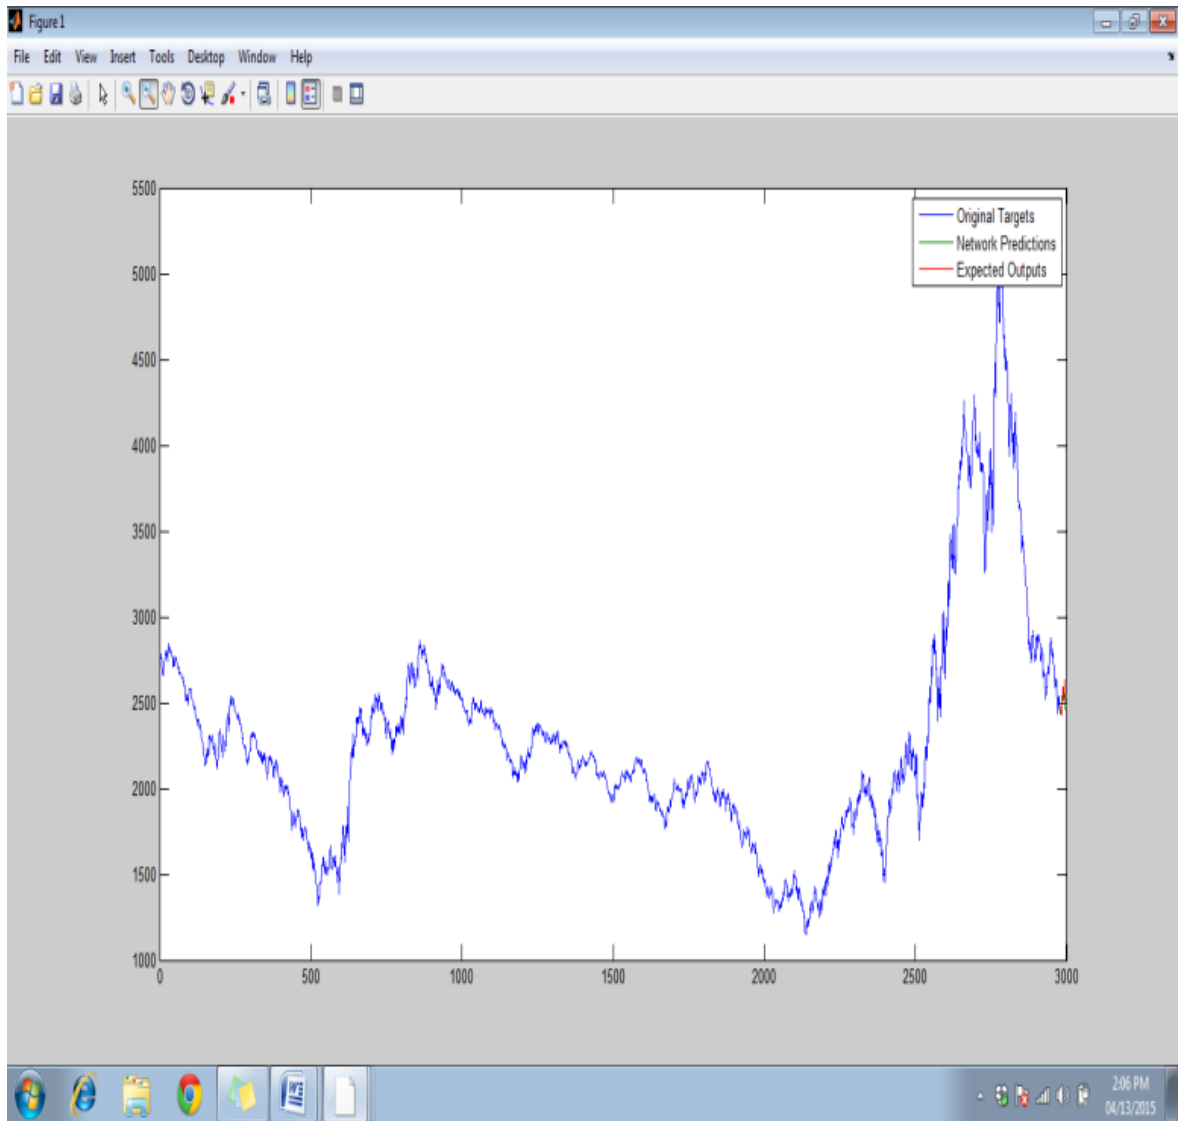 Figure 1
File Edit View Insert Tools Desktop Window Help
5500
5000
4500
4000
3500
3000
2500
2000
1500
1000
0 500 1000 1500 2000 2500 3000
Original Targets
Network Predictions
Expected Outputs
2:06 PM
04/13/2015